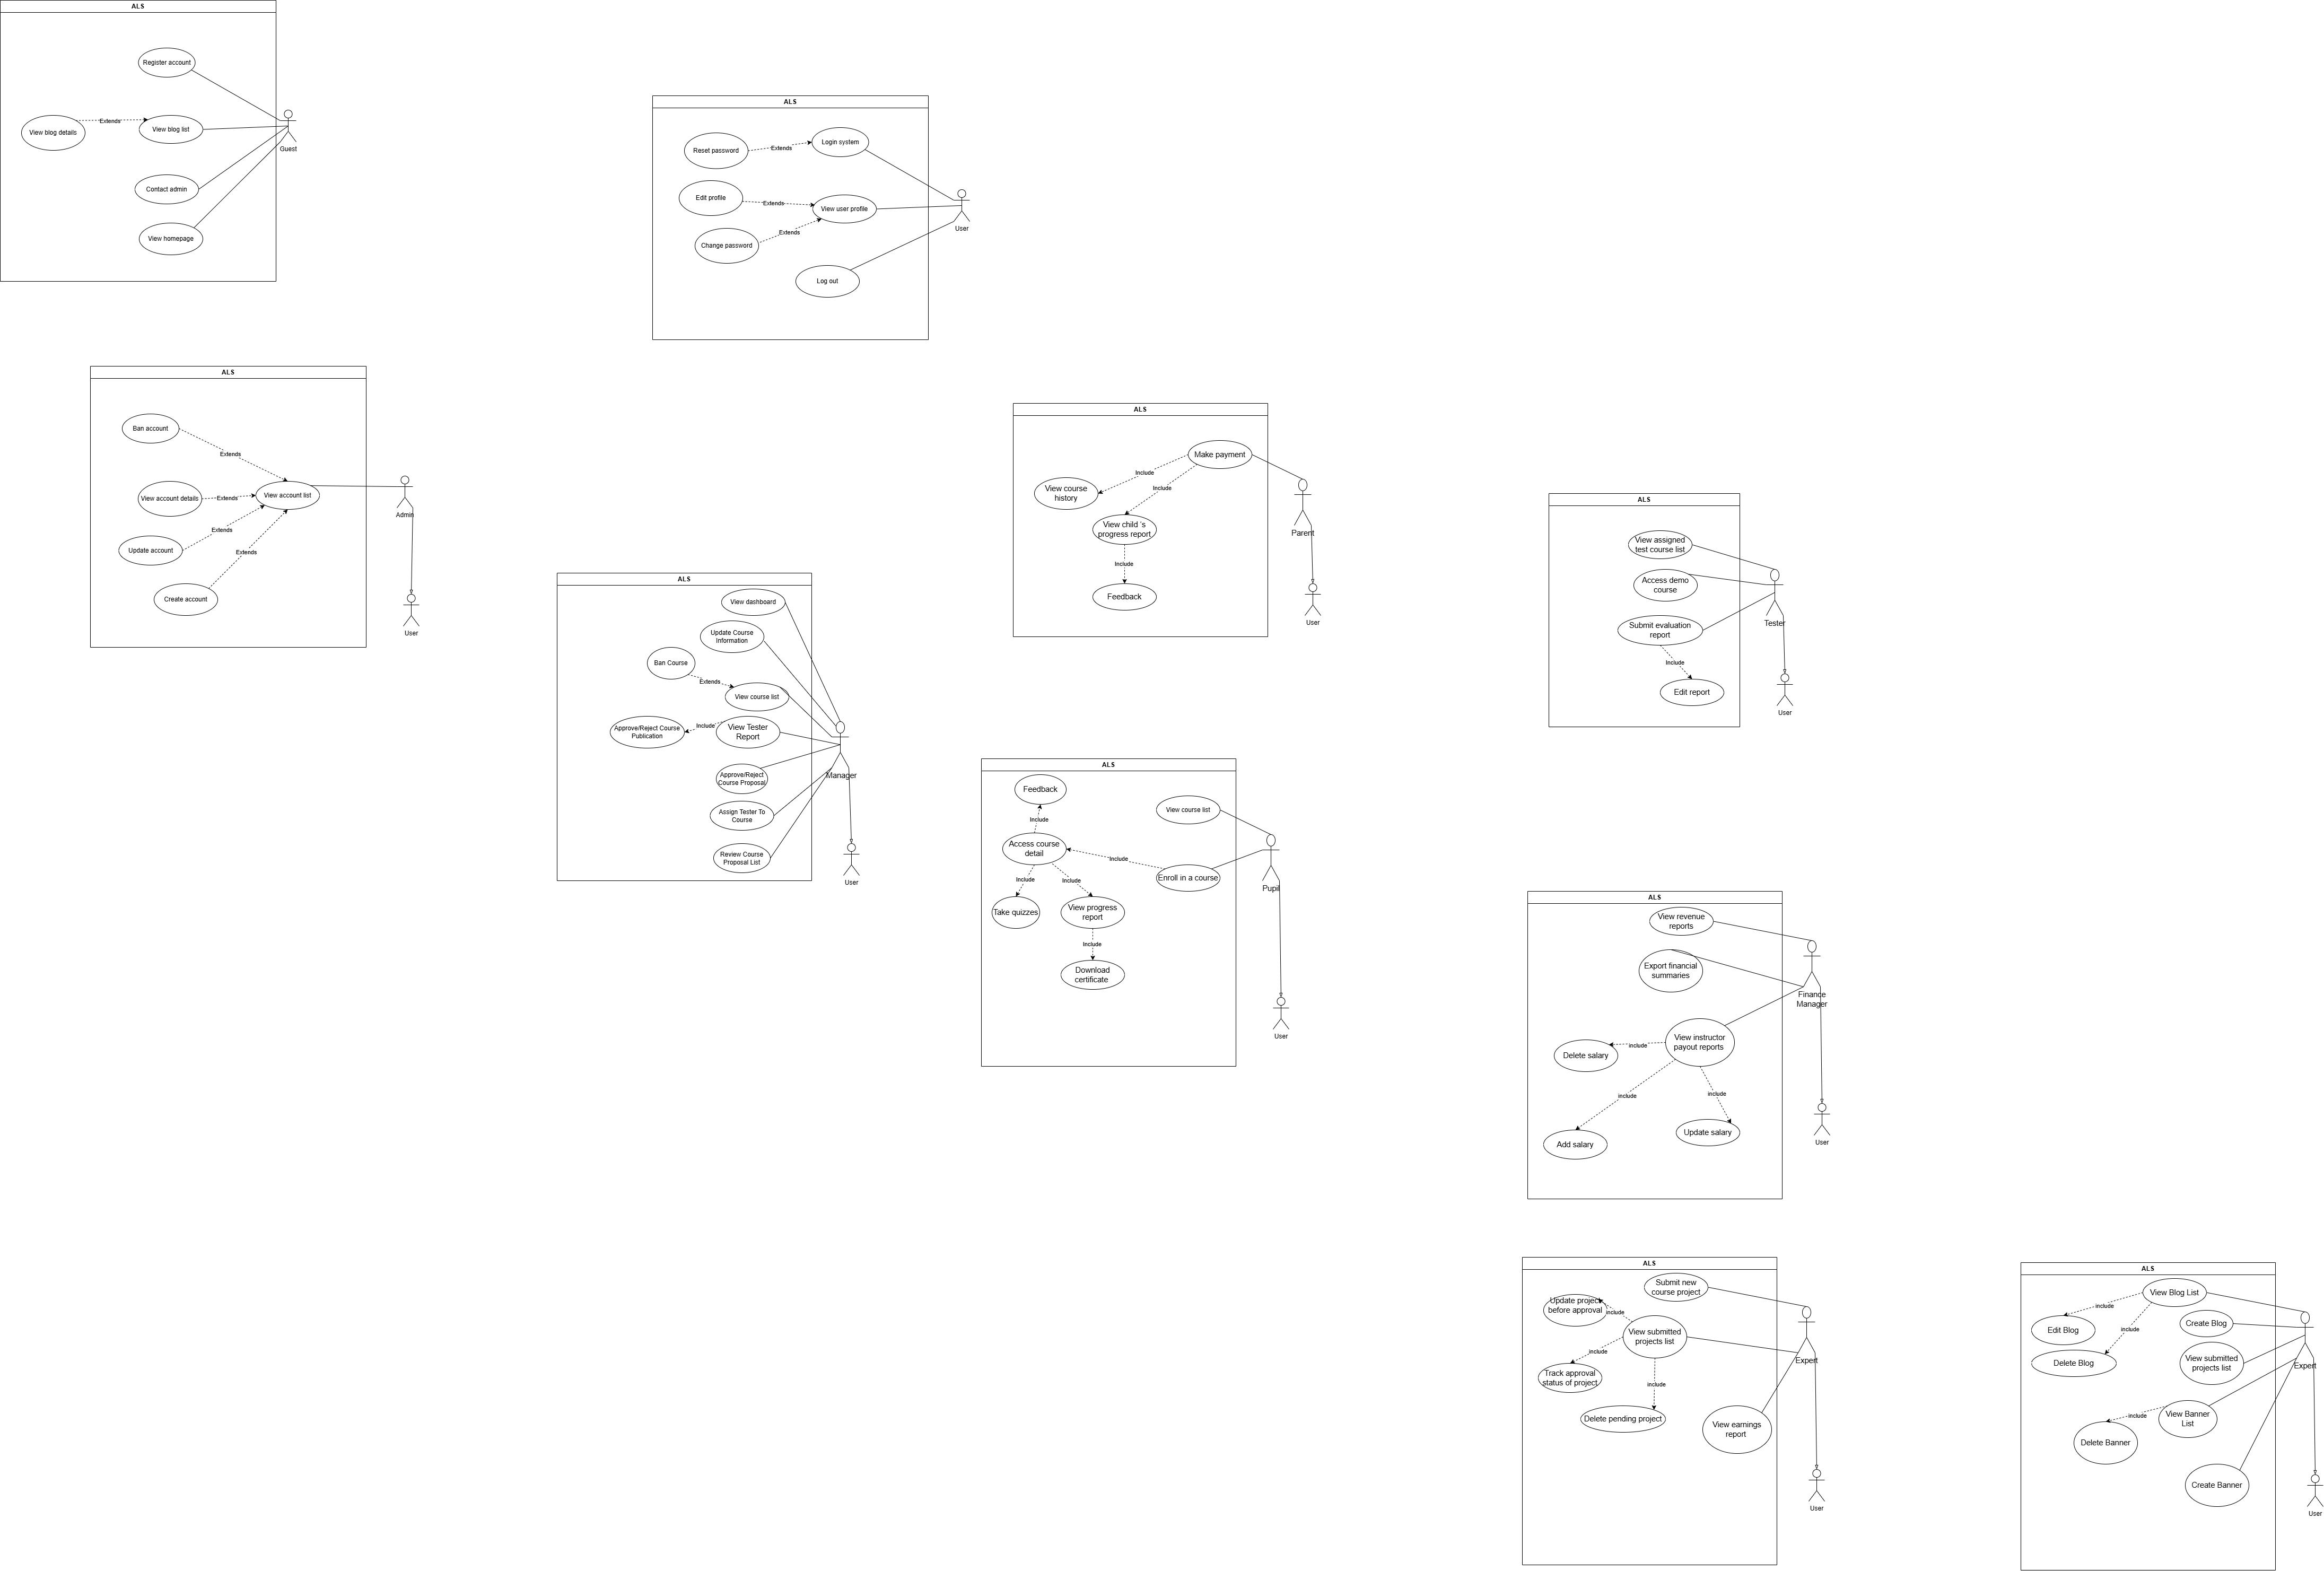 ALS
Register account
View blog details
Extends
View blog list
Guest
Contact admin
View homepage
ALS
Reset password
Extends
Login system
Edit profile
Extends
View user profile
Change password
Extends
User
Log out
ALS
Ban account
Extends
View account details
Extends
View account list
Admin
Update account
Extends
Extends
Create account
User
ALS
View dashboard
Update Course
Information
Ban Course
Extends
View course list
Approve/Reject Course
Publication
Include
View Tester
Report
Manager
Approve/Reject
Course Proposal
Assign Tester To
Course
Review Course
Proposal List
User
ALS
Make payment
Include
Include
View course
history
View child 's
progress report
Parent
Include
Feedback
User
ALS
Feedback
View course list
Include
Access course
detail
Include
Enroll in a course
Include
Include
Pupil
Take quizzes
View progress
report
Include
Download
certificate
User
ALS
View assigned
test course list
Access demo
course
Submit evaluation
report
Tester
Include
Edit report
User
ALS
View revenue
reports
Export financial
summaries
Finance
Manager
View instructor
payout reports
include
Delete salary
include
include
Add salary
Update salary
User
ALS
Submit new
course project
Update project
before approval
include
View submitted
projects list
include
Expert
Track approval
status of project
include
Delete pending project
View earnings
report
User
ALS
View Blog List
include
Edit Blog
include
Create Blog
Delete Blog
View submitted
projects list
Expert
View Banner
List
include
Delete Banner
Create Banner
User